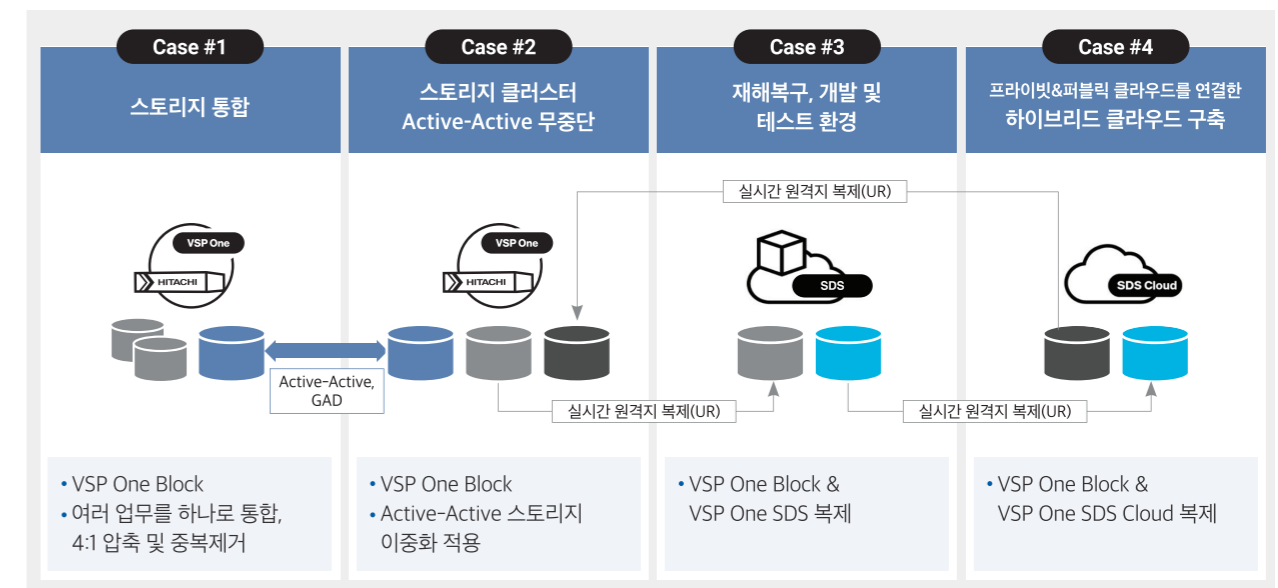 Case #1
스토리지 통합
Case #2
스토리지 클러스터
Active-Active 무중단
Case #3
재해복구, 개발 및
테스트 환경
Case #4
프라이빗&퍼블릭 클라우드를 연결한
하이브리드 클라우드 구축
실시간 원격지 복제(UR)
VSP One
HITACHI
VSP One
HITACHI
SDS
SDS Cloud
Active-Active,
GAD
실시간 원격지 복제(UR)
실시간 원격지 복제(UR)
• VSP One Block
• 여러 업무를 하나로 통합,
4:1 압축 및 중복제거
• VSP One Block
• Active-Active 스토리지
이중화 적용
• VSP One Block &
VSP One SDS 복제
• VSP One Block &
VSP One SDS Cloud 복제